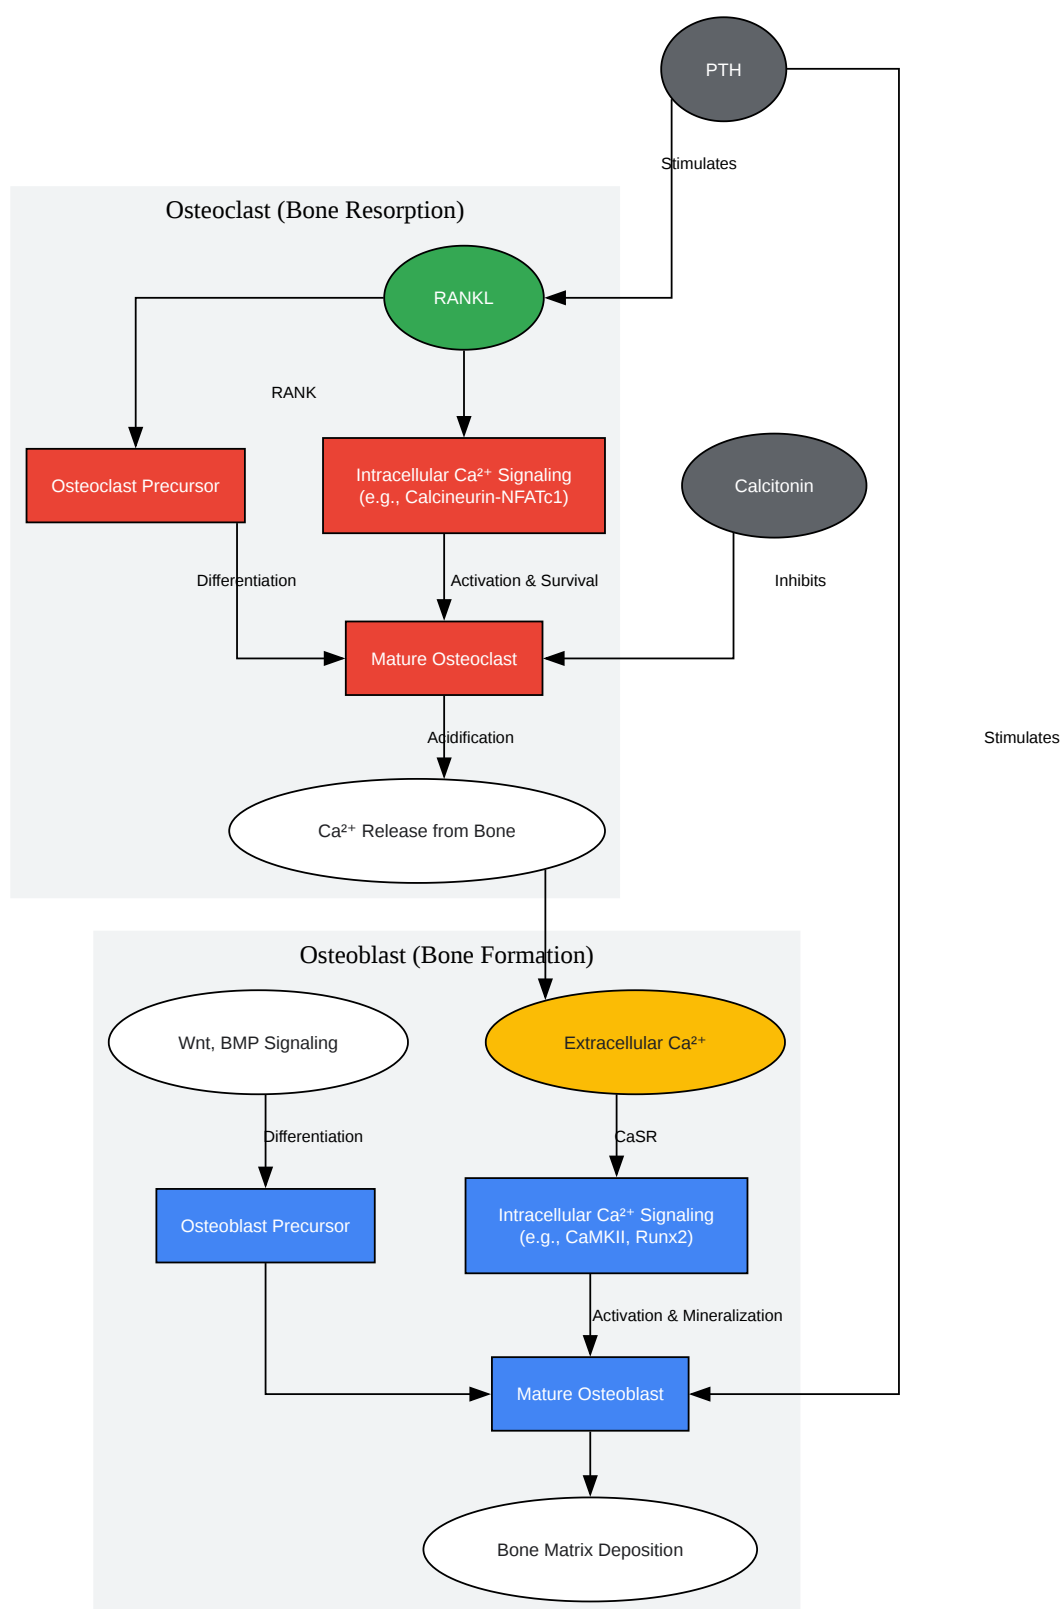 PTH
Stimulates
Osteoclast (Bone Resorption)
RANKL
RANK
Osteoclast Precursor
Intracellular Ca²⁺ Signaling
(e.g., Calcineurin-NFATc1)
Calcitonin
Differentiation
Activation & Survival
Inhibits
Mature Osteoclast
Acidification
Stimulates
Ca²⁺ Release from Bone
Osteoblast (Bone Formation)
Wnt, BMP Signaling
Extracellular Ca²⁺
Differentiation
CaSR
Osteoblast Precursor
Intracellular Ca²⁺ Signaling
(e.g., CaMKII, Runx2)
Activation & Mineralization
Mature Osteoblast
Bone Matrix Deposition